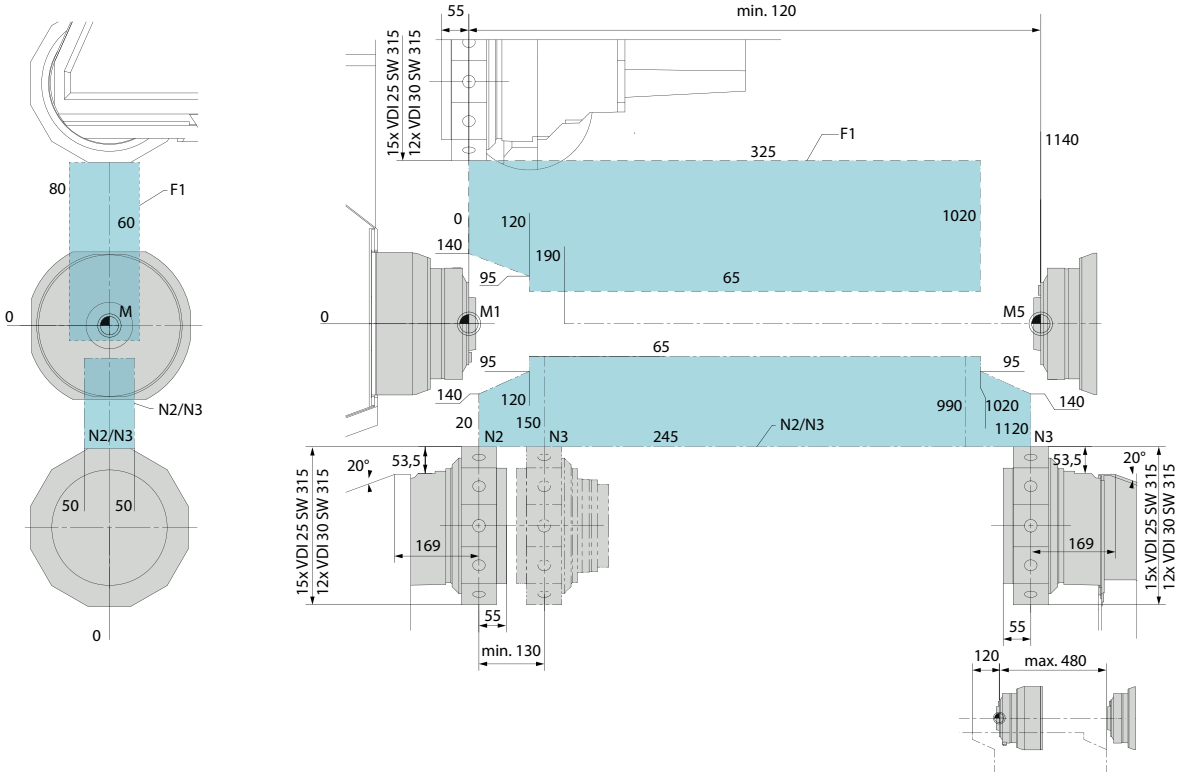 55
min. 120
15x VDI 25 SW 315
12x VDI 30 SW 315
F1
325
1140
80
F1
60
0
120
1020
140
190
95
65
0
M
0
M1
M5
65
95
95
140
120
140
20
150
990
1020
1120
N2/N3
N2/N3
N2
N3
245
N2/N3
N3
20°
53,5
53,5
20°
15x VDI 25 SW 315
12x VDI 30 SW 315
15x VDI 25 SW 315
12x VDI 30 SW 315
50
50
169
169
55
55
0
min. 130
120
max. 480